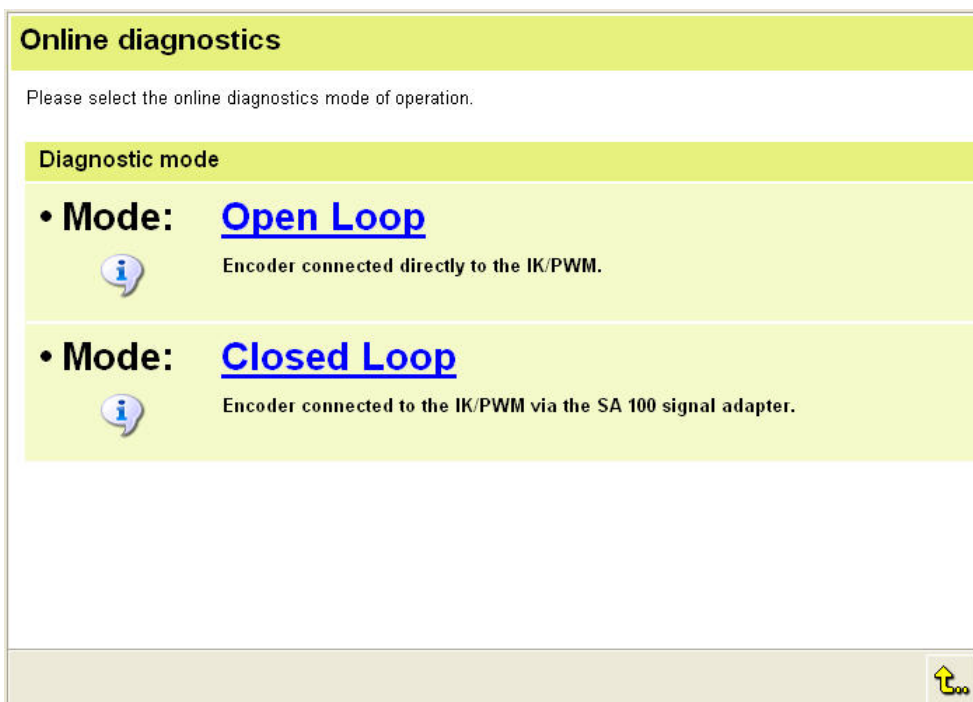 Online diagnostics
Please select the online diagnostics mode of operation.
Diagnostic mode
• Mode: Open Loop
Encoder connected directly to the IK/PWM.
• Mode: Closed Loop
Encoder connected to the IK/PWM via the SA 100 signal adapter.